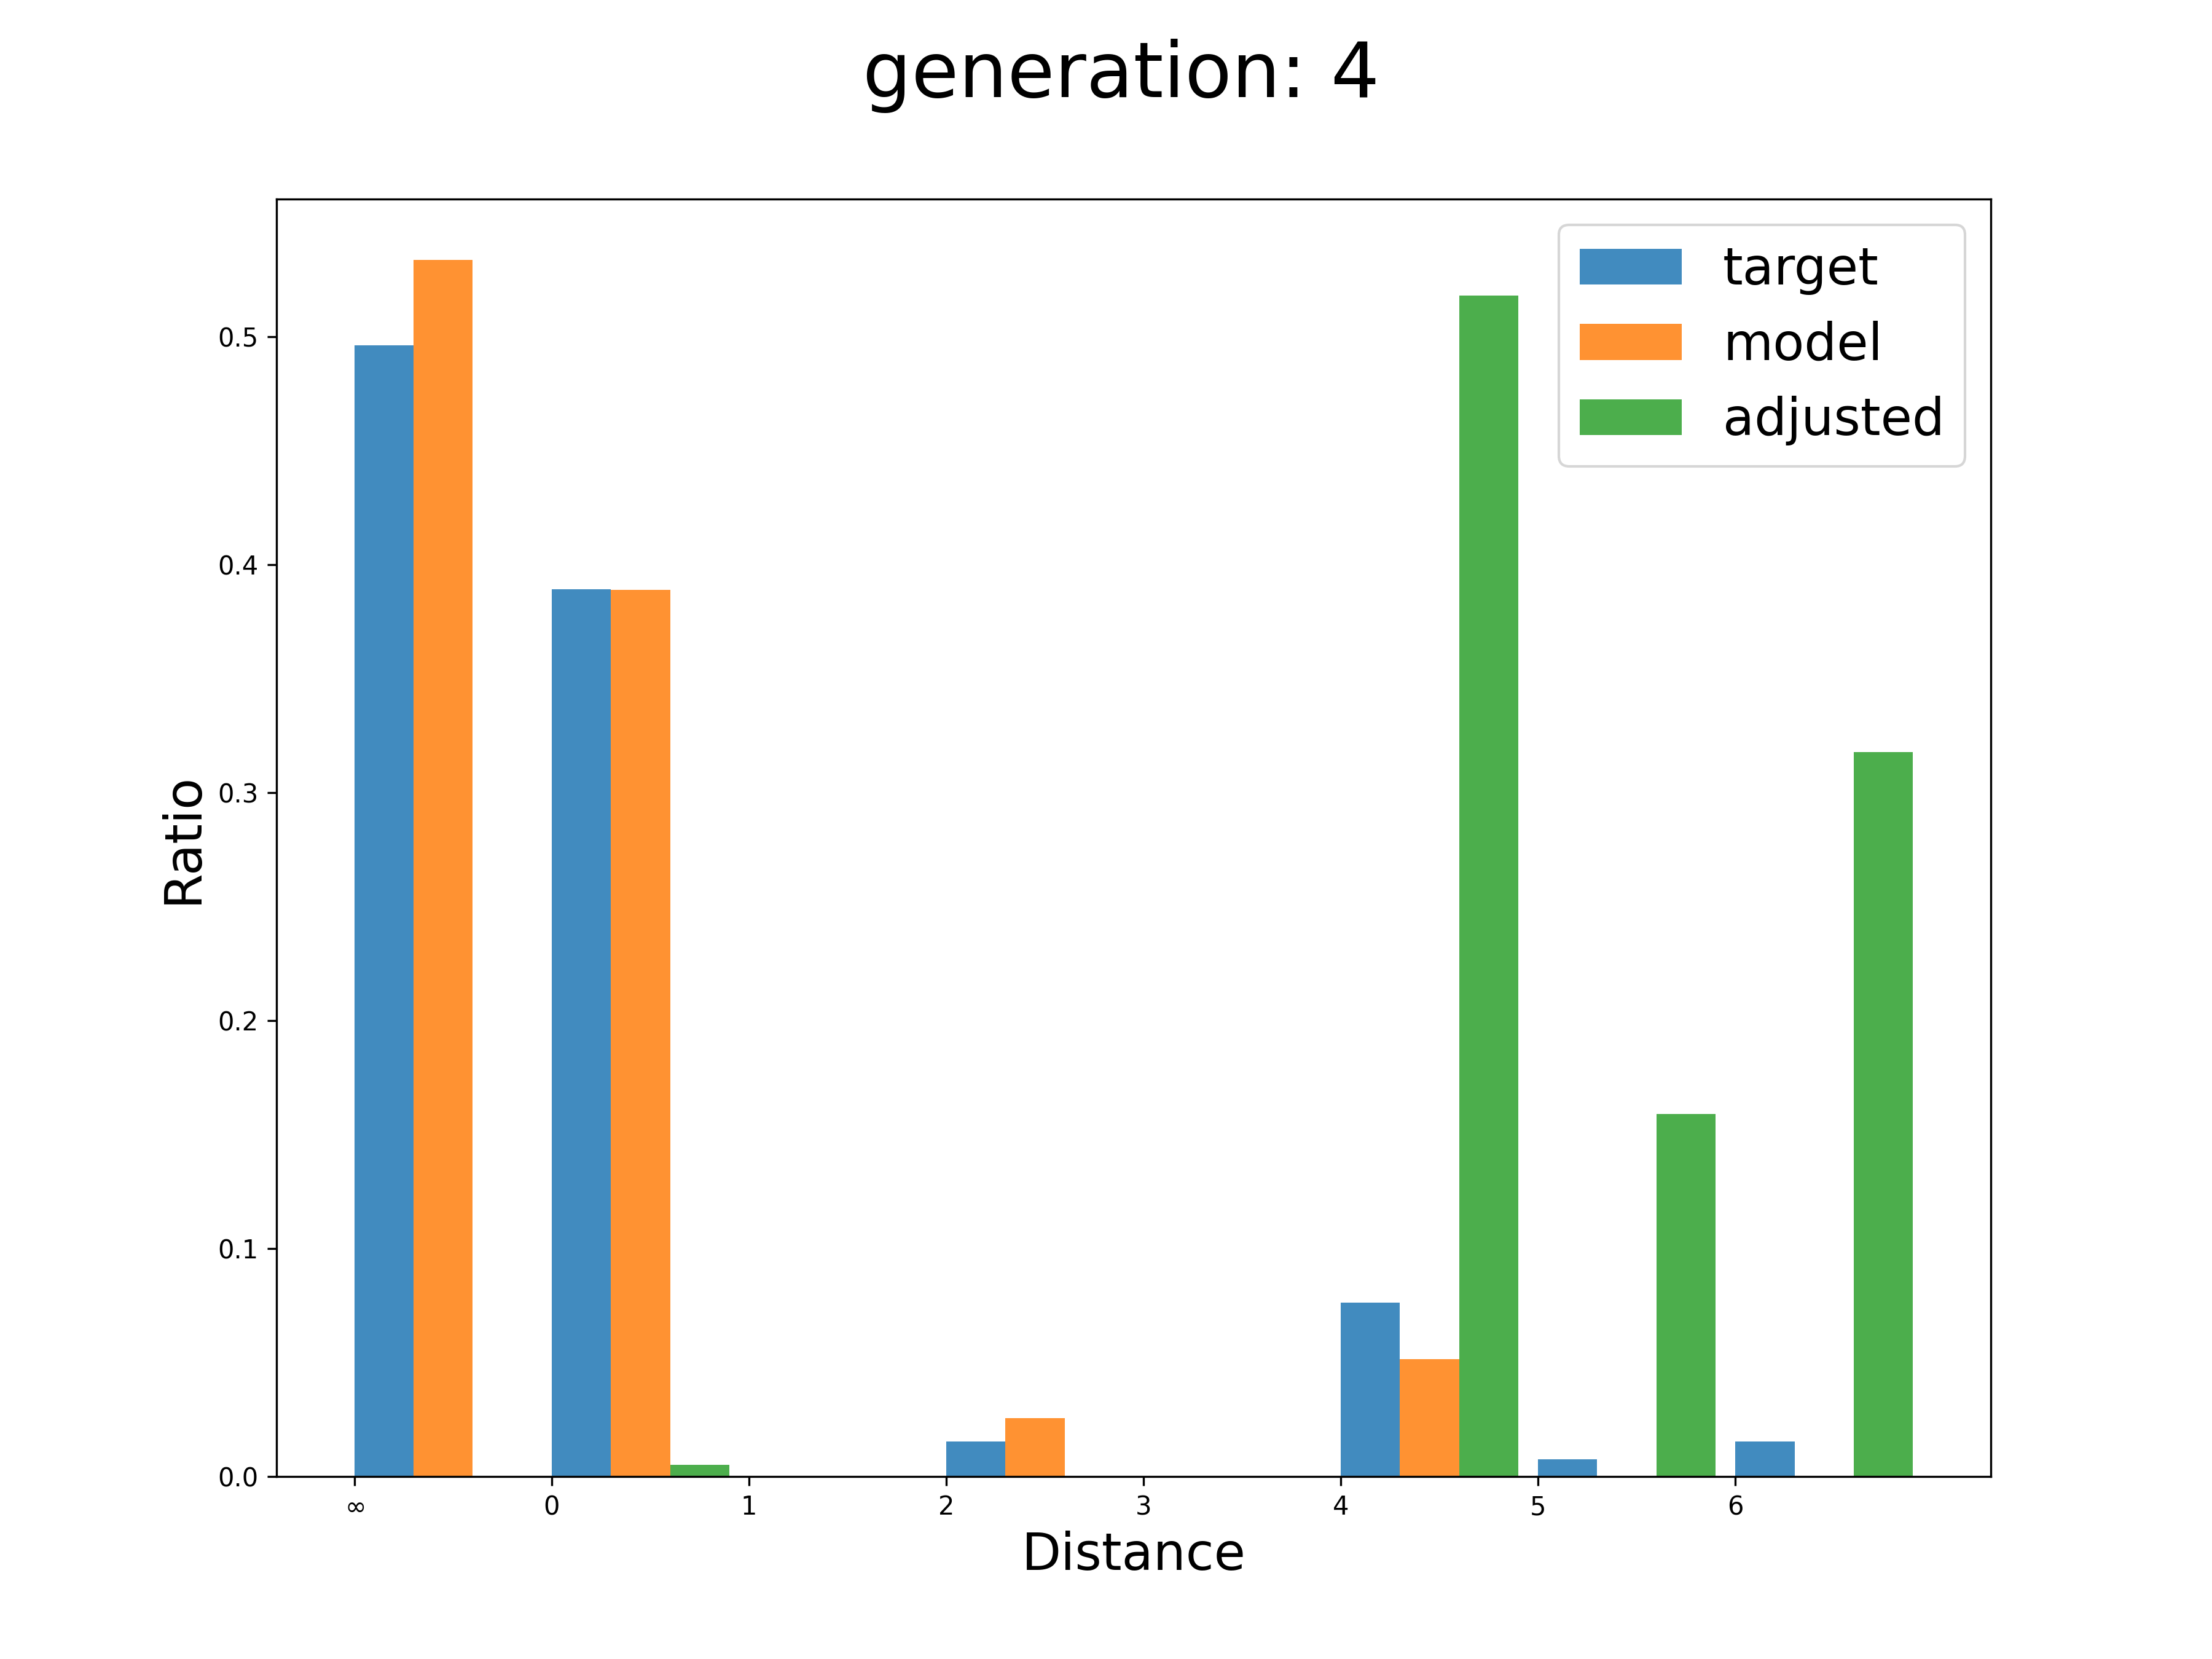 generation: 4
target
model
adjusted
0.5
0.4
0.3
0.2
0.1
0.0
Ratio
∞ 0 1 2 3 4 5 6
Distance